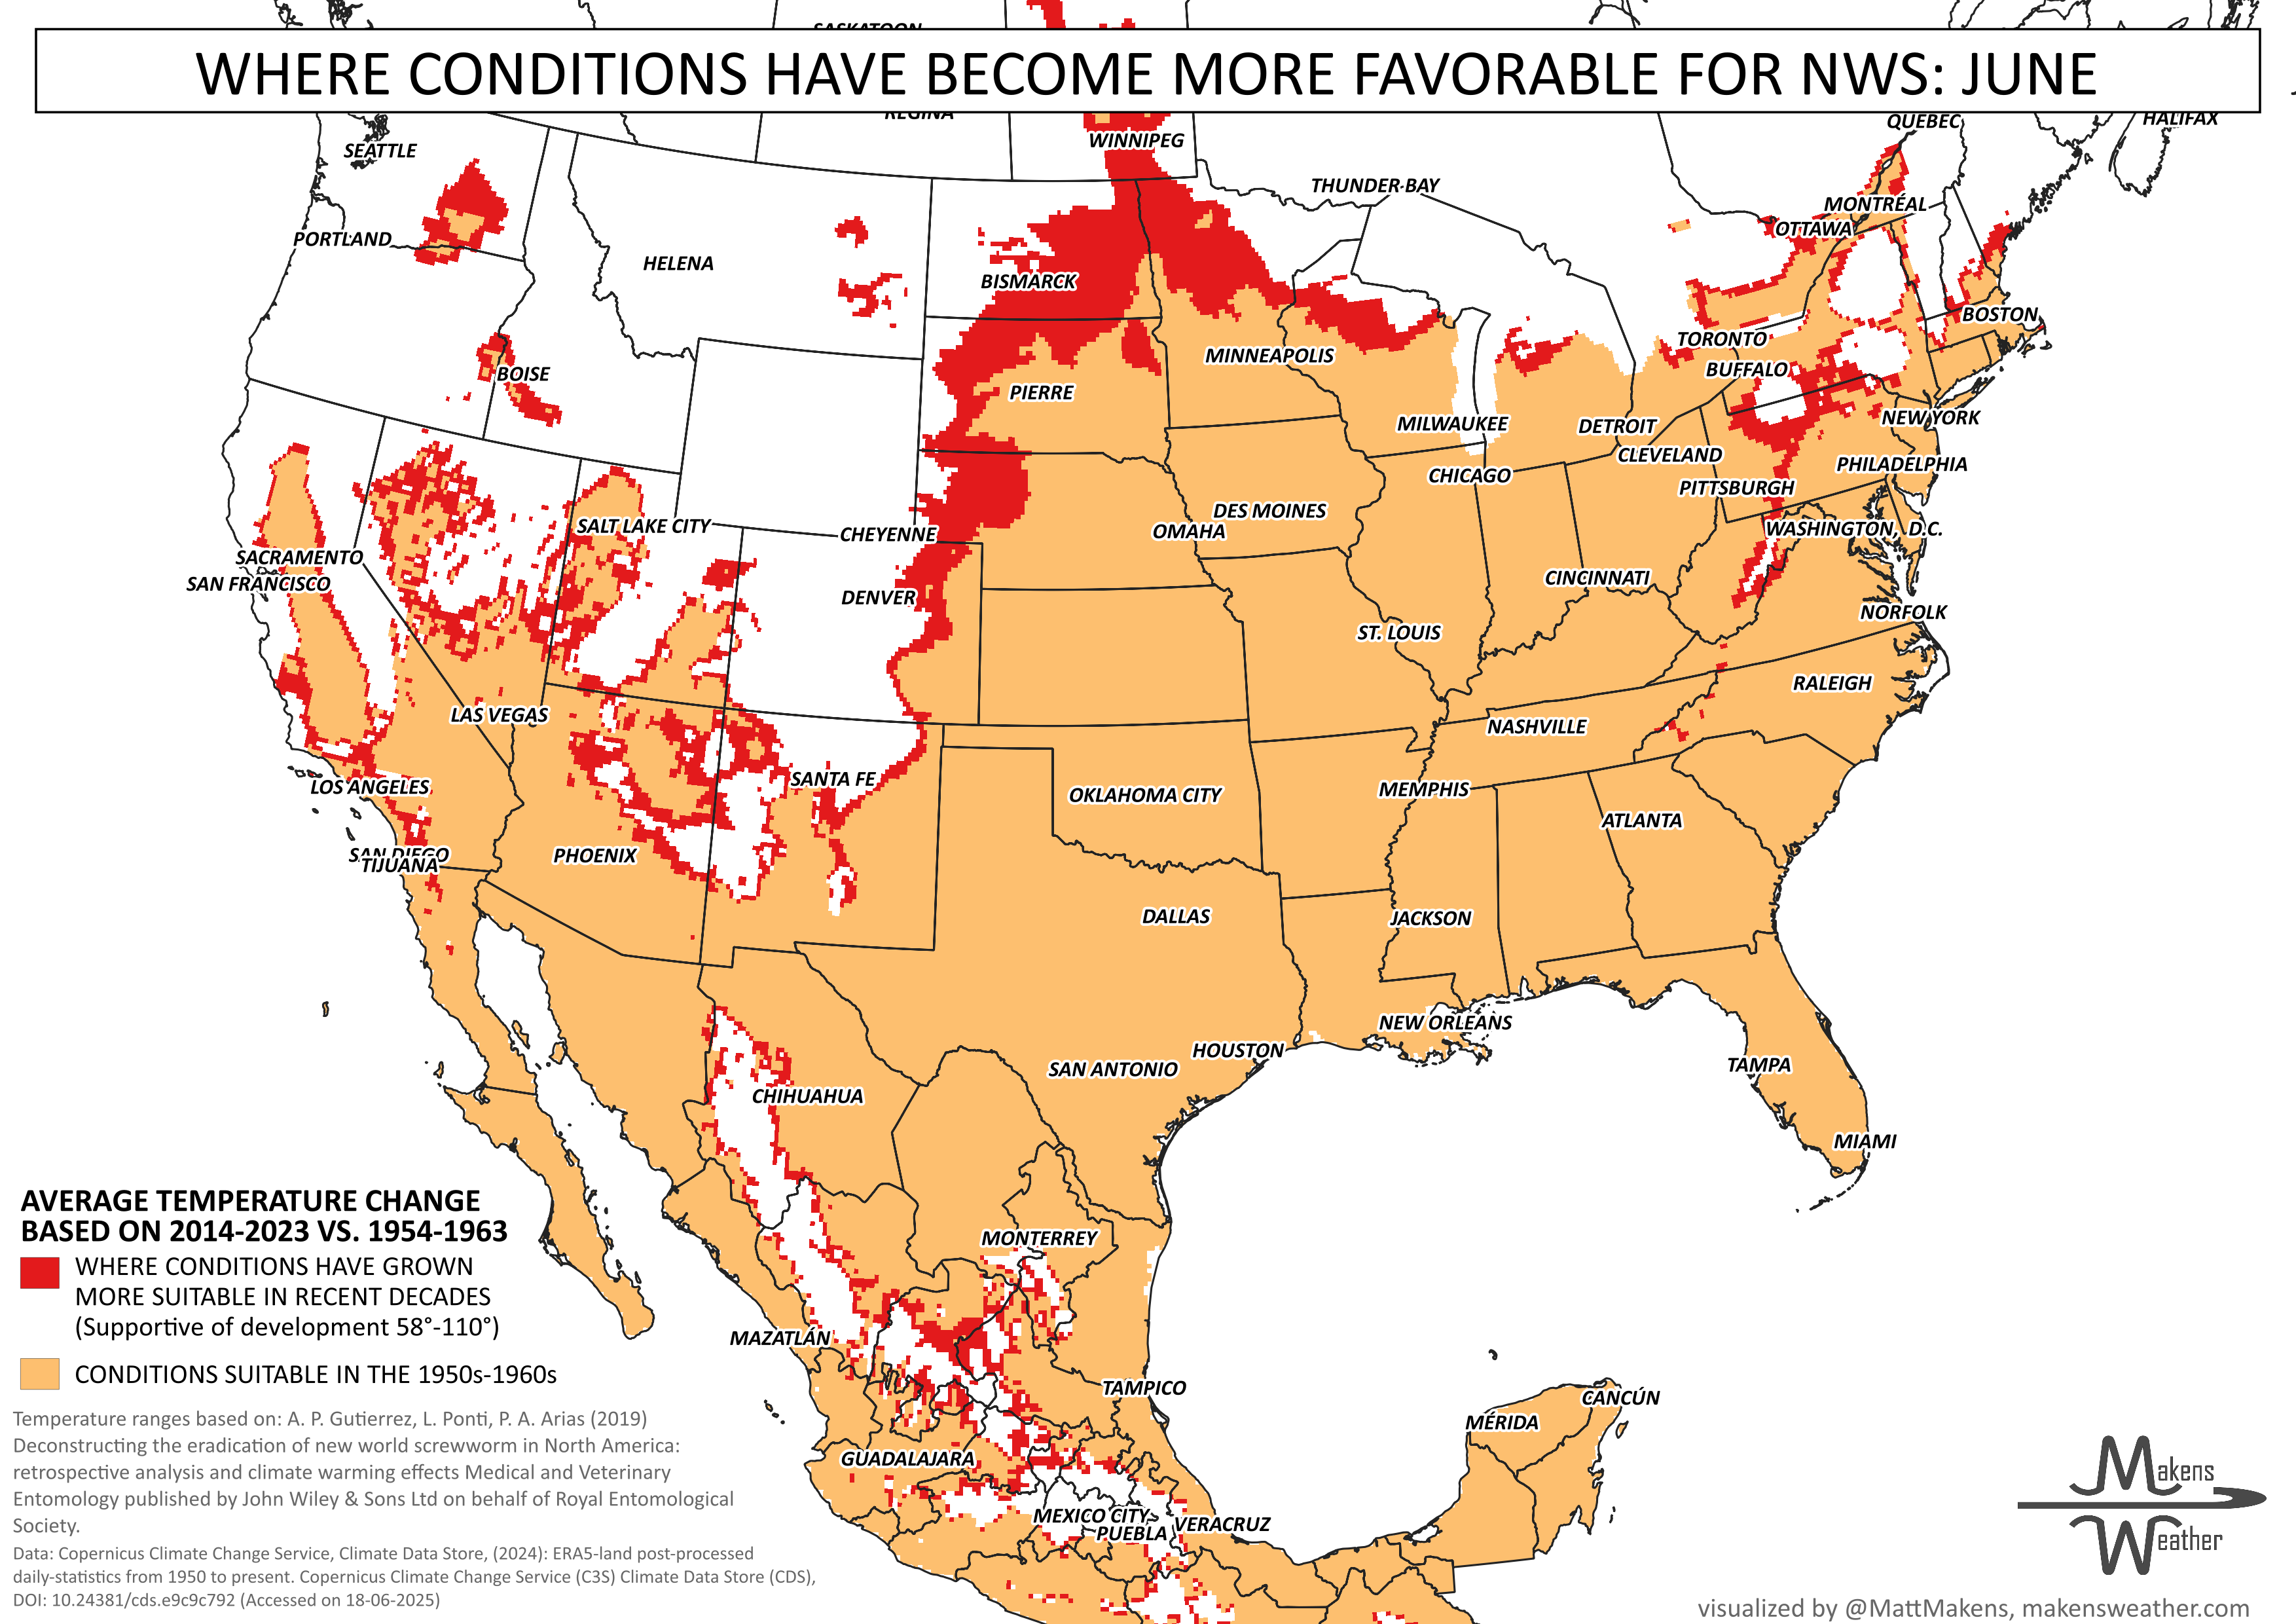 SASKATOON
WHERE CONDITIONS HAVE BECOME MORE FAVORABLE FOR NWS: JUNE
REGINA
QUEBEC
HALIFAX
WINNIPEG
SEATTLE
THUNDER BAY
MONTRÉAL
OTTAWA
PORTLAND
HELENA
BISMARCK
BOSTON
TORONTO
MINNEAPOLIS
BUFFALO
BOISE
PIERRE
NEW YORK
MILWAUKEE
DETROIT
CLEVELAND
PHILADELPHIA
CHICAGO
PITTSBURGH
SALT LAKE CITY
DES MOINES
CHEYENNE
OMAHA
WASHINGTON, D.C.
SACRAMENTO
SAN FRANCISCO
CINCINNATI
DENVER
NORFOLK
ST. LOUIS
RALEIGH
LAS VEGAS
NASHVILLE
SANTA FE
LOS ANGELES
OKLAHOMA CITY
MEMPHIS
ATLANTA
SAN DIEGO
TIJUANA
PHOENIX
DALLAS
JACKSON
NEW ORLEANS
HOUSTON
SAN ANTONIO
TAMPA
CHIHUAHUA
MIAMI
MONTERREY
MAZATLÁN
TAMPICO
CANCÚN
MÉRIDA
GUADALAJARA
MEXICO CITY
PUEBLA
VERACRUZ
AVERAGE TEMPERATURE CHANGE
BASED ON 2014-2023 VS. 1954-1963
WHERE CONDITIONS HAVE GROWN
MORE SUITABLE IN RECENT DECADES
(Supportive of development 58°-110°)
CONDITIONS SUITABLE IN THE 1950s-1960s
Temperature ranges based on: A. P. Gutierrez, L. Ponti, P. A. Arias (2019)
Deconstructing the eradication of new world screwworm in North America:
retrospective analysis and climate warming effects Medical and Veterinary
Entomology published by John Wiley & Sons Ltd on behalf of Royal Entomological
Society.
Data: Copernicus Climate Change Service, Climate Data Store, (2024): ERA5-land post-processed
daily-statistics from 1950 to present. Copernicus Climate Change Service (C3S) Climate Data Store (CDS),
DOI: 10.24381/cds.e9c9c792 (Accessed on 18-06-2025)
Makens
Weather
visualized by @MattMakens, makensweather.com